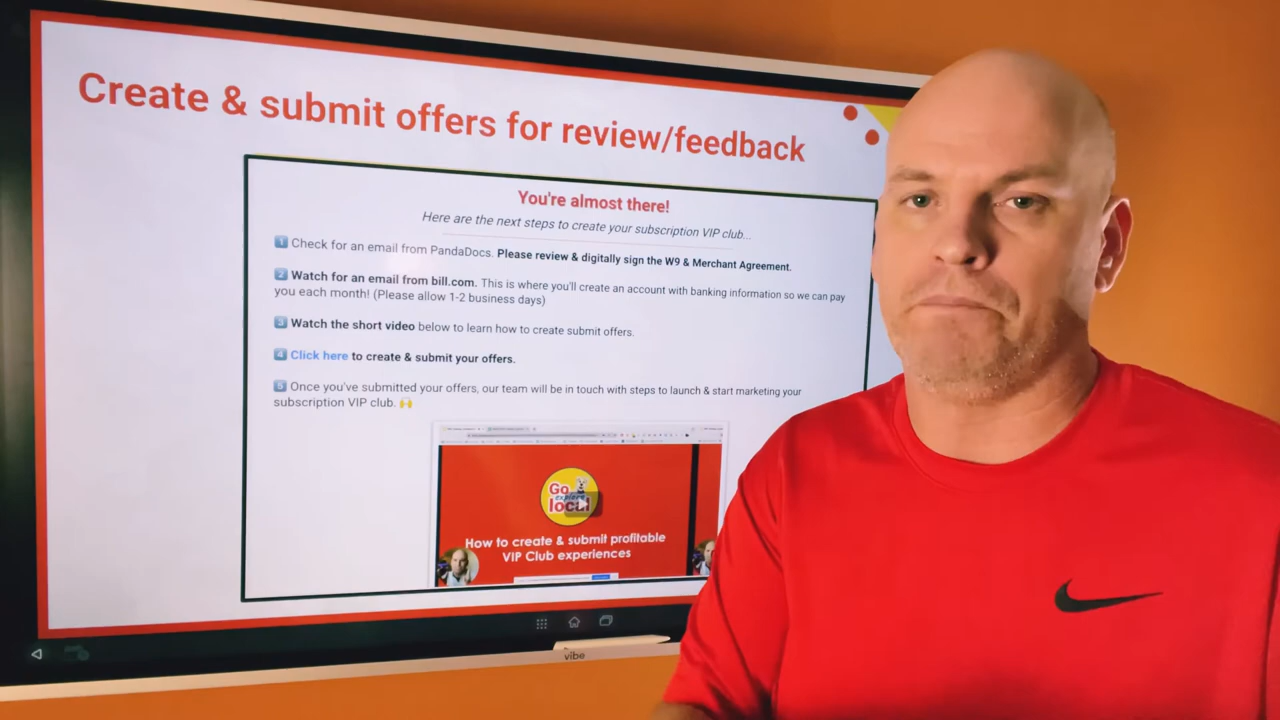 Create & submit offers for review/feedback
You're almost there!
Here are the next steps to create your subscription VIP club...
1 Check for an email from PandaDocs. Please review & digitally sign the W9 & Merchant Agreement.
2 Watch for an email from bill.com. This is where you'll create an account with banking information so we can pay
you each month! (Please allow 1-2 business days)
3 Watch the short video below to learn how to create submit offers.
4 Click here to create & submit your offers.
5 Once you've submitted your offers, our team will be in touch with steps to launch & start marketing your
subscription VIP club. 🙌
Go
explore
local
How to create & submit profitable
VIP Club experiences
vibe